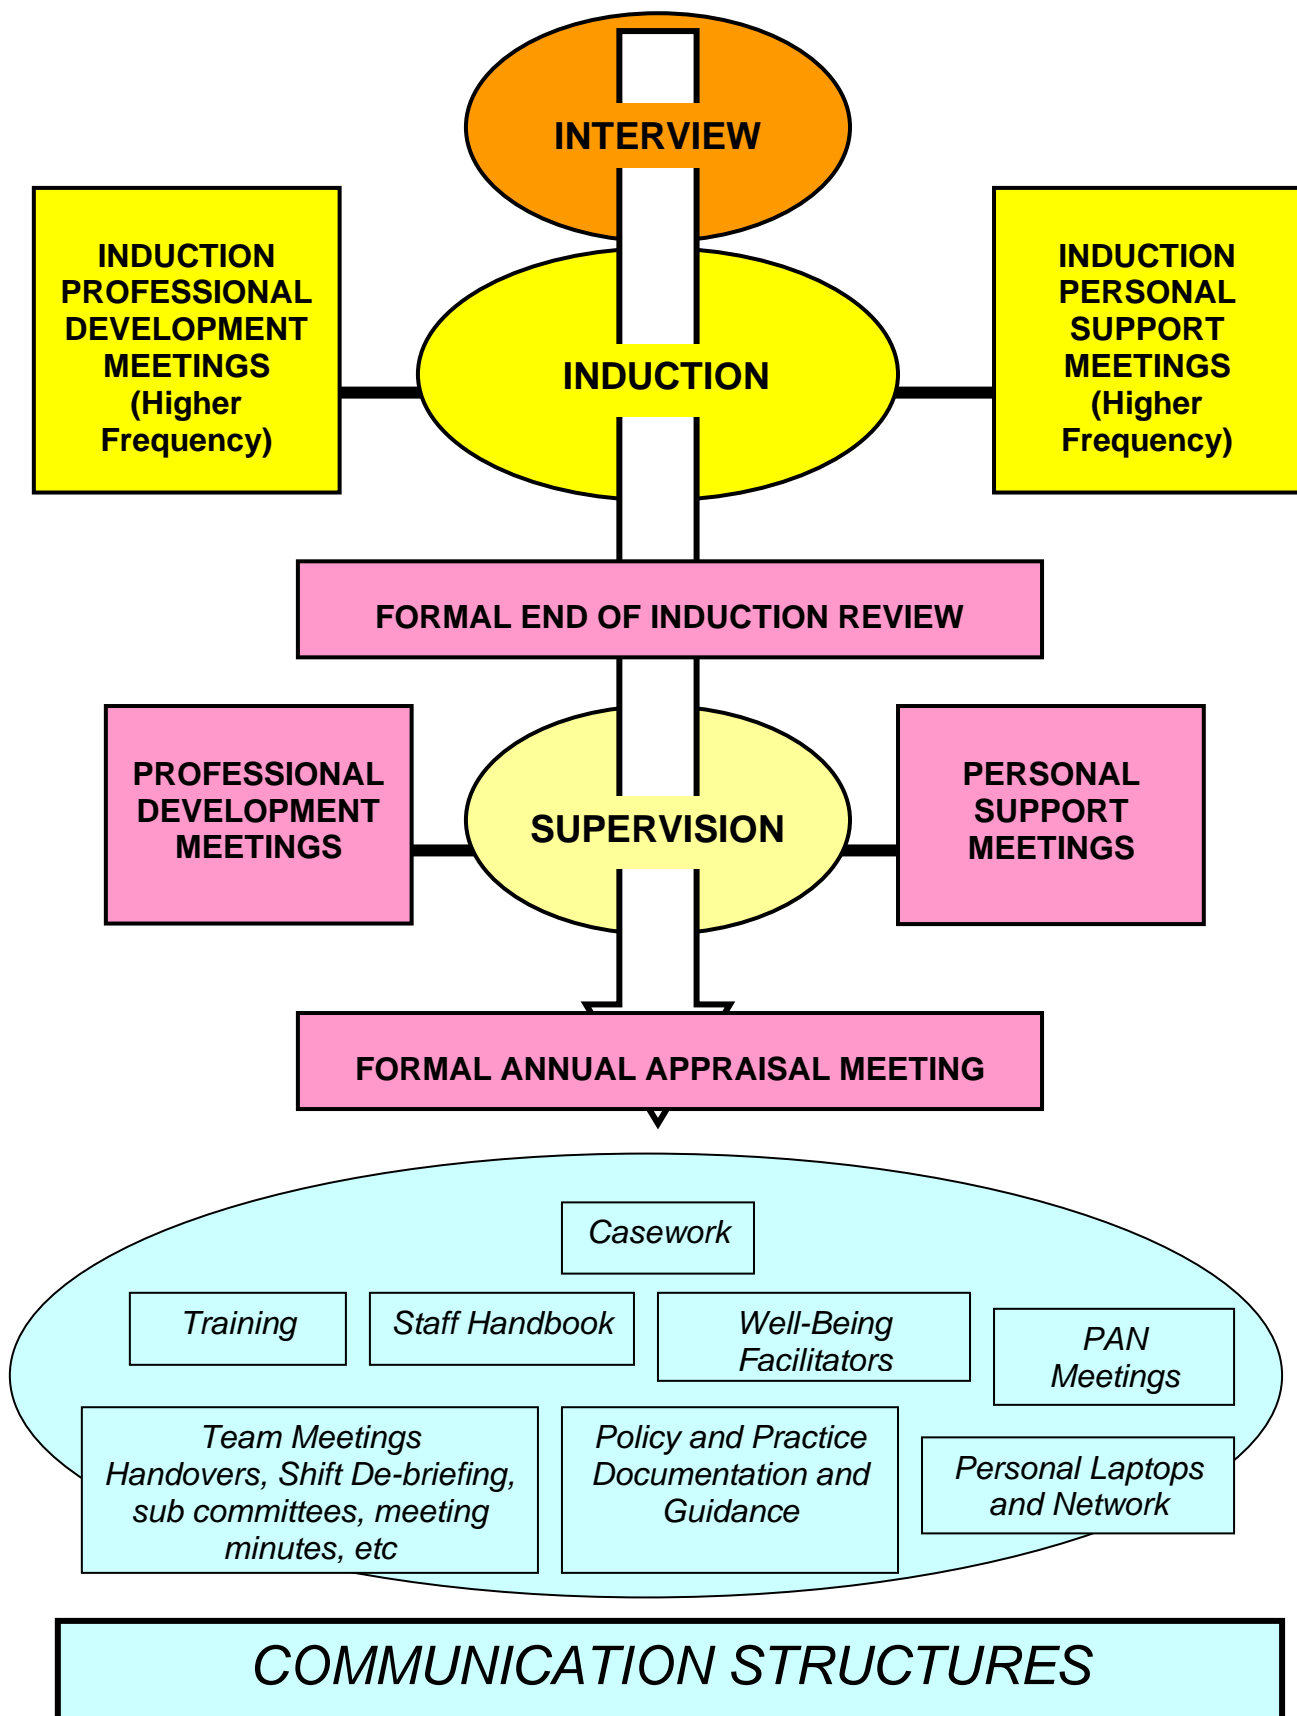 INTERVIEW
INDUCTION
PROFESSIONAL
DEVELOPMENT
MEETINGS
(Higher
Frequency)
INDUCTION
INDUCTION
PERSONAL
SUPPORT
MEETINGS
(Higher
Frequency)
FORMAL END OF INDUCTION REVIEW
PROFESSIONAL
DEVELOPMENT
MEETINGS
SUPERVISION
PERSONAL
SUPPORT
MEETINGS
FORMAL ANNUAL APPRAISAL MEETING
Casework
Training
Staff Handbook
Well-Being
Facilitators
PAN
Meetings
Team Meetings
Handovers, Shift De-briefing,
sub committees, meeting
minutes, etc
Policy and Practice
Documentation and
Guidance
Personal Laptops
and Network
COMMUNICATION STRUCTURES